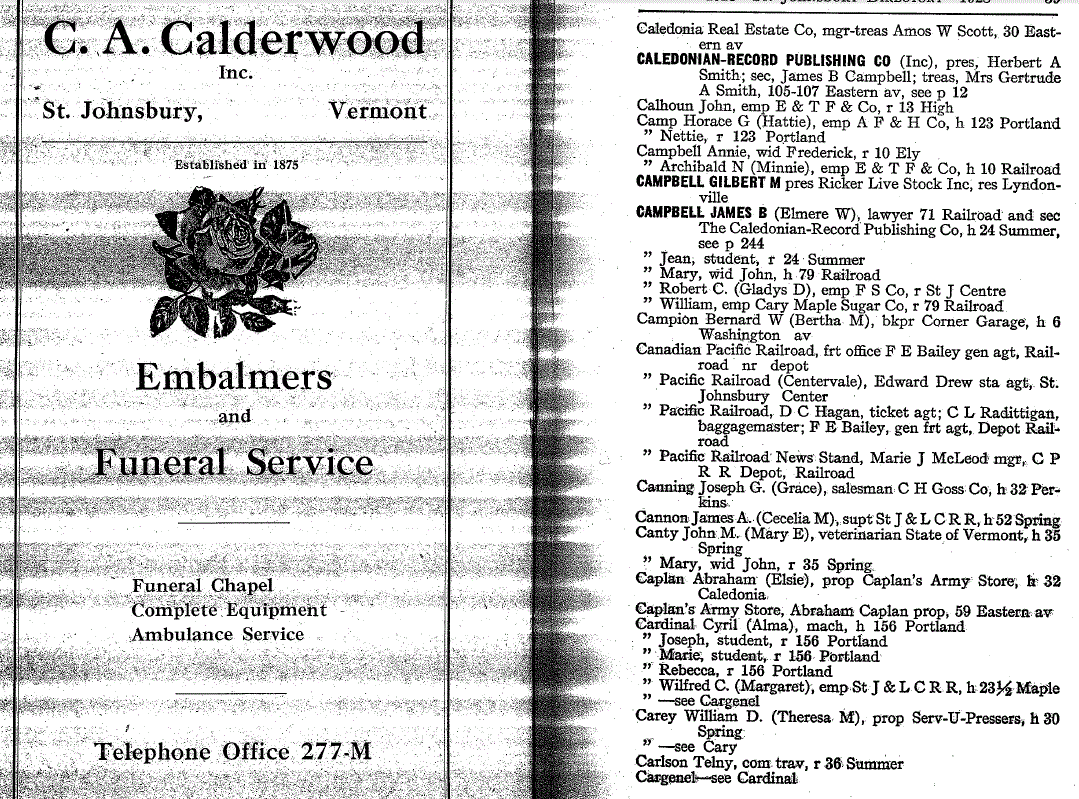 C. A. Calderwood
Inc.
St. Johnsbury, Vermont
Established in 1875
Embalmers
and
Funeral Service
Funeral Chapel
Complete Equipment
Ambulance Service
Telephone Office 277-M
Caledonia Real Estate Co, mgr-treas Amos W Scott, 30 East-
ern av
CALEDONIAN-RECORD PUBLISHING CO (Inc), pres, Herbert A
Smith; sec, James B Campbell; treas, Mrs Gertrude
A Smith, 105-107 Eastern av, see p 12
Calhoun John, emp E & T F & Co, r 13 High
Camp Horace G (Hattie), emp A F & H Co, h 123 Portland
” Nettie, r 123 Portland
Campbell Annie, wid Frederick, r 10 Ely
” Archibald N (Minnie), emp E & T F & Co, h 10 Railroad
CAMPBELL GILBERT M pres Ricker Live Stock Inc, res Lyndon-
ville
CAMPBELL JAMES B (Elmere W), lawyer 71 Railroad and sec
The Caledonian-Record Publishing Co, h 24 Summer,
see p 244
” Jean, student, r 24 Summer
” Mary, wid John, h 79 Railroad
” Robert C. (Gladys D), emp F S Co, r St J Centre
” William, emp Cary Maple Sugar Co, r 79 Railroad
Campion Bernard W (Bertha M), bkpr Corner Garage, h 6
Washington av
Canadian Pacific Railroad, frt office F E Bailey gen agt, Rail-
road nr depot
” Pacific Railroad (Centervale), Edward Drew sta agt, St.
Johnsbury Center
” Pacific Railroad, D C Hagan, ticket agt; C L Radittigan,
baggagemaster; F E Bailey, gen frt agt, Depot Rail-
road
” Pacific Railroad News Stand, Marie J McLeod mgr, C P
R R Depot, Railroad
Canning Joseph G. (Grace), salesman C H Goss Co, h 32 Per-
kins
Cannon James A. (Cecelia M), supt St J & L C R R, h 52 Spring
Canty John M. (Mary E), veterinarian State of Vermont, h 35
Spring
” Mary, wid John, r 35 Spring
Caplan Abraham (Elsie), prop Caplan's Army Store, h 32
Caledonia
Caplan's Army Store, Abraham Caplan prop, 59 Eastern av
Cardinal Cyril (Alma), mach, h 156 Portland
” Joseph, student, r 156 Portland
” Marie, student, r 156 Portland
” Rebecca, r 156 Portland
” Wilfred C. (Margaret), emp St J & L C R R, h 23½ Maple
” —see Cargenel
Carey William D. (Theresa M), prop Serv-U-Pressers, h 30
Spring
” —see Cary
Carlson Telny, com trav, r 36 Summer
Cargenel—see Cardinal